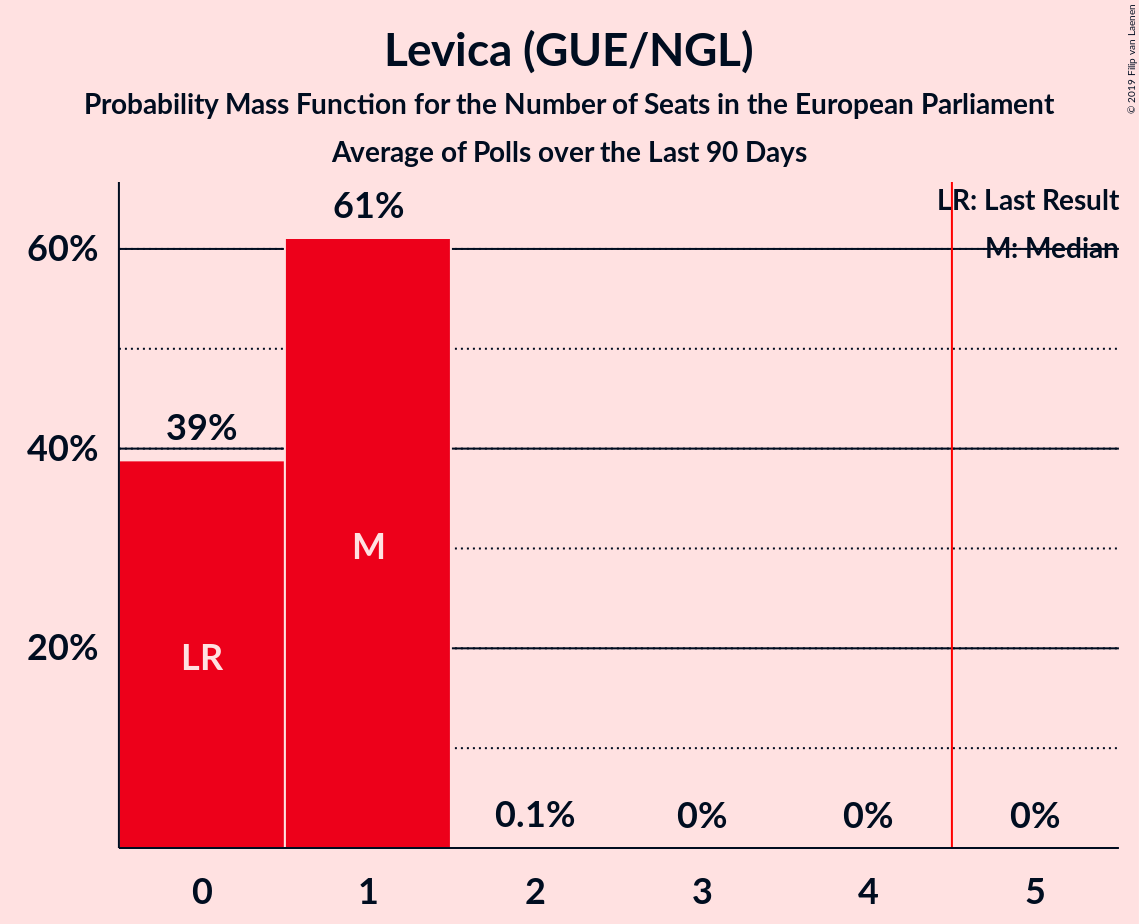 Levica (GUE/NGL)
Probability Mass Function for the Number of Seats in the European Parliament
Average of Polls over the Last 90 Days
© 2019 Filip van Laenen
LR: Last Result
M: Median
60%
40%
20%
39%
61%
0.1%
0%
0%
0%
LR
M
0
1
2
3
4
5